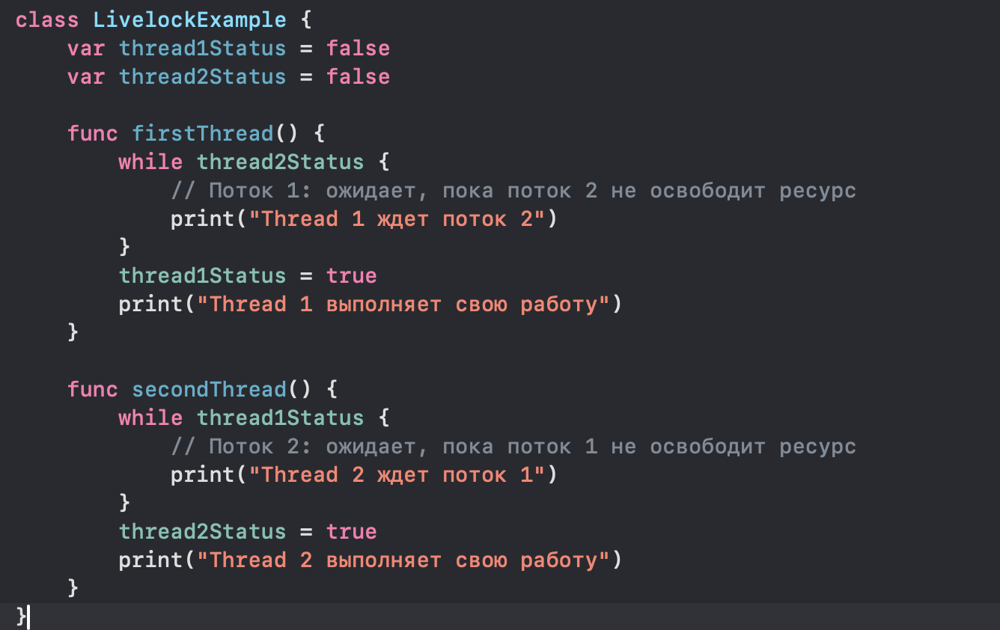 class LivelockExample {
    var thread1Status = false
    var thread2Status = false

    func firstThread() {
        while thread2Status {
            // Поток 1: ожидает, пока поток 2 не освободит ресурс
            print("Thread 1 ждет поток 2")
        }
        thread1Status = true
        print("Thread 1 выполняет свою работу")
    }

    func secondThread() {
        while thread1Status {
            // Поток 2: ожидает, пока поток 1 не освободит ресурс
            print("Thread 2 ждет поток 1")
        }
        thread2Status = true
        print("Thread 2 выполняет свою работу")
    }
}